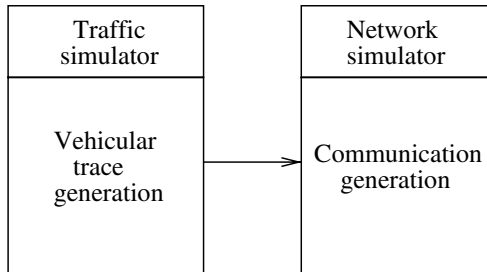 Traffic
simulator
Vehicular
trace
generation
Network
simulator
Communication
generation